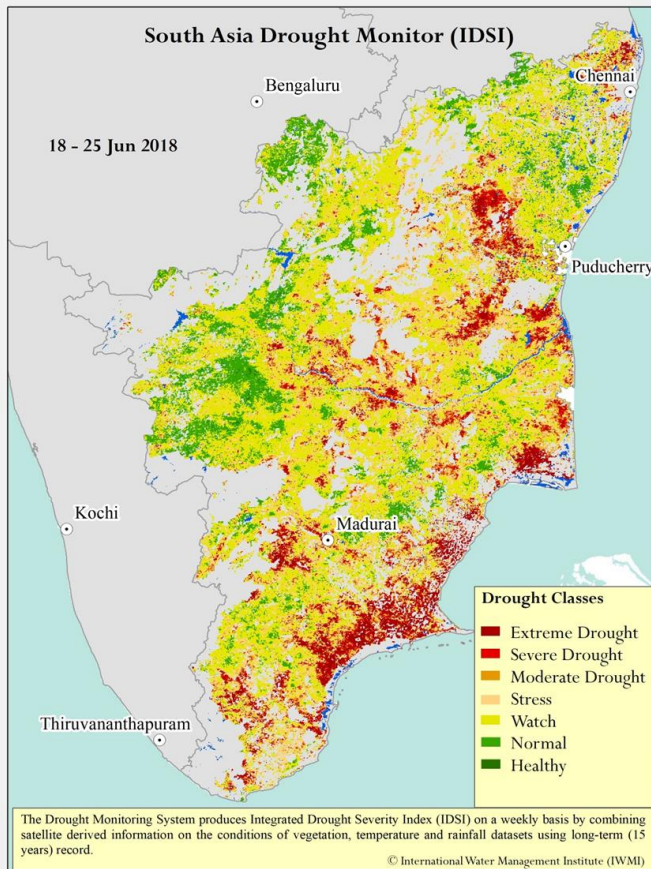 South Asia Drought Monitor (IDSI)
Bengaluru
Chennai
18 - 25 Jun 2018
Puducherry
Kochi
Madurai
Thiruvananthapuram
Drought Classes
Extreme Drought
Severe Drought
Moderate Drought
Stress
Watch
Normal
Healthy
The Drought Monitoring System produces Integrated Drought Severity Index (IDSI) on a weekly basis by combining
satellite derived information on the conditions of vegetation, temperature and rainfall datasets using long-term (15
years) record.
© International Water Management Institute (IWMI)